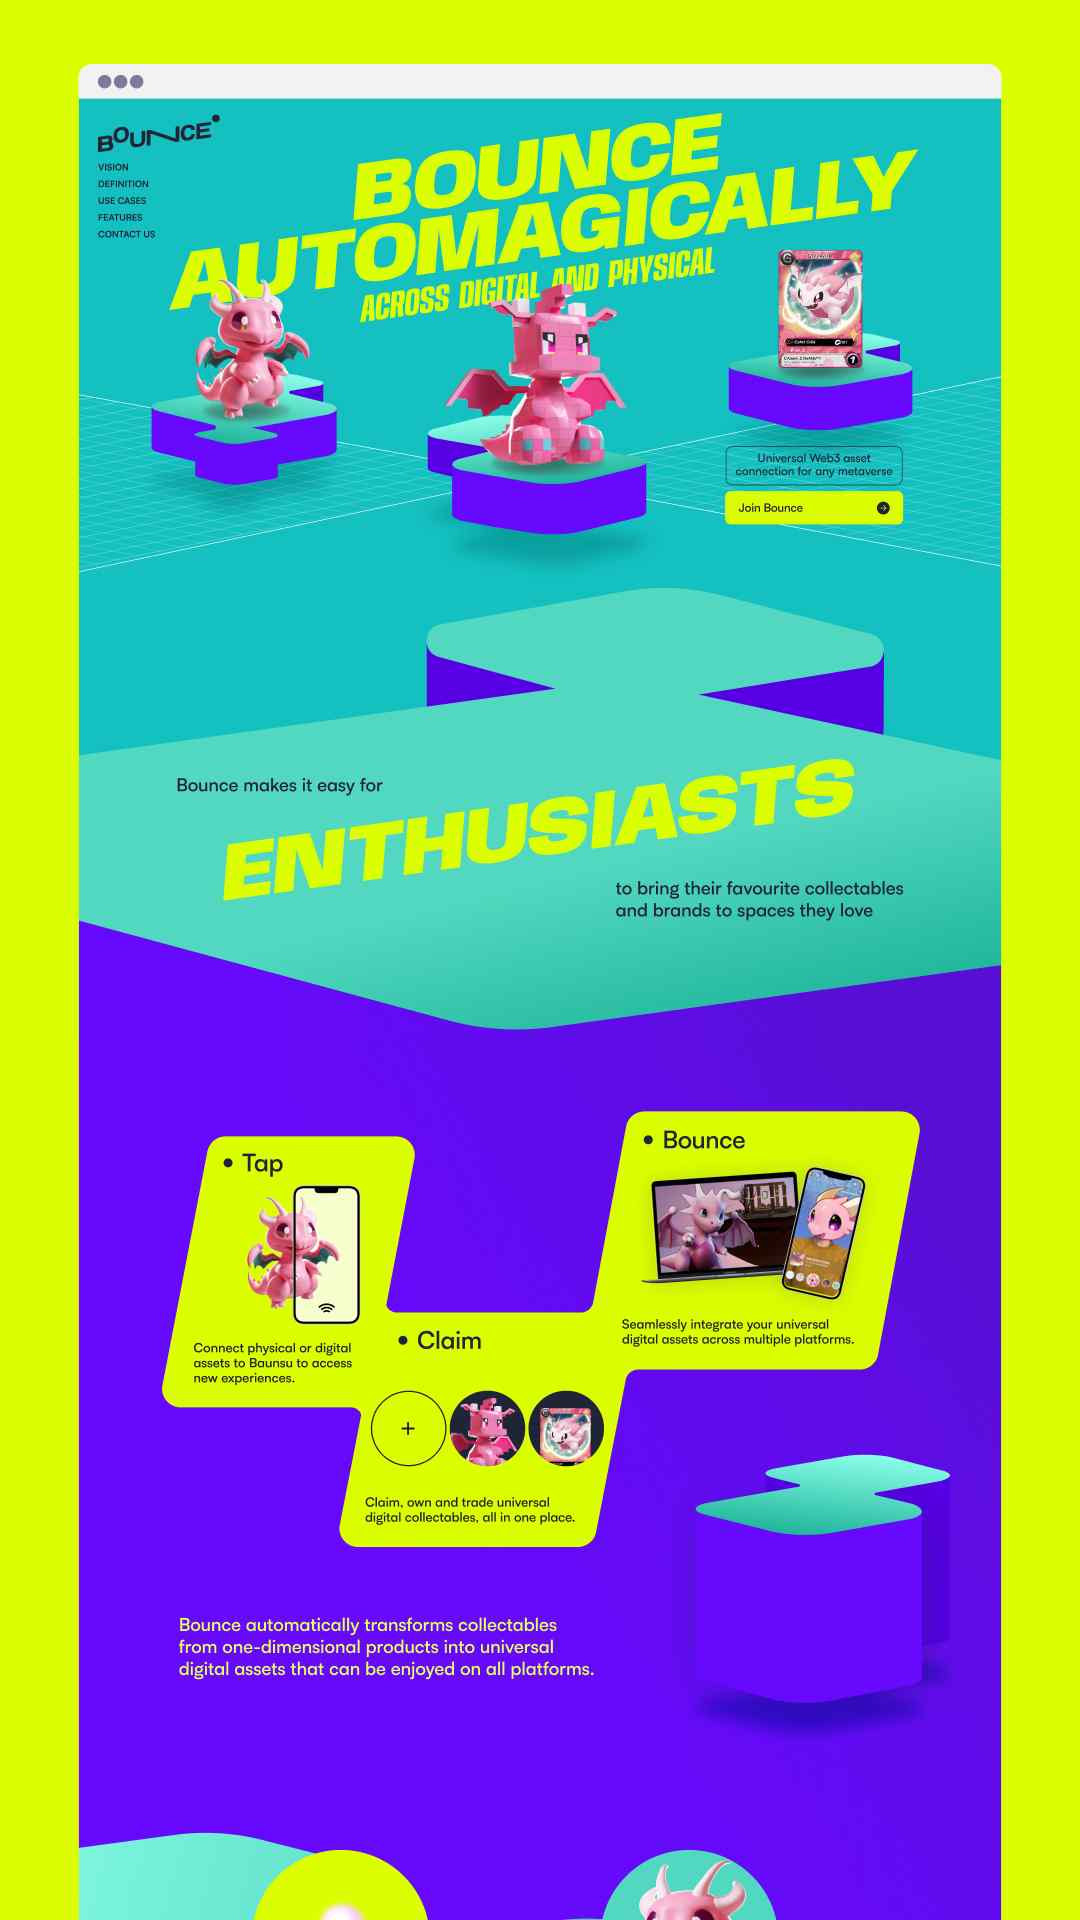 BOUNCE
VISION
DEFINITION
USE CASES
FEATURES
CONTACT US
BOUNCE
AUTOMAGICALLY
ACROSS DIGITAL AND PHYSICAL
Universal Web3 asset
connection for any metaverse
Join Bounce
Bounce makes it easy for
ENTHUSIASTS
to bring their favourite collectables
and brands to spaces they love
Tap
Connect physical or digital
assets to Baunsu to access
new experiences.
Claim
Claim, own and trade universal
digital collectables, all in one place.
Bounce
Seamlessly integrate your universal
digital assets across multiple platforms.
Bounce automatically transforms collectables
from one-dimensional products into universal
digital assets that can be enjoyed on all platforms.